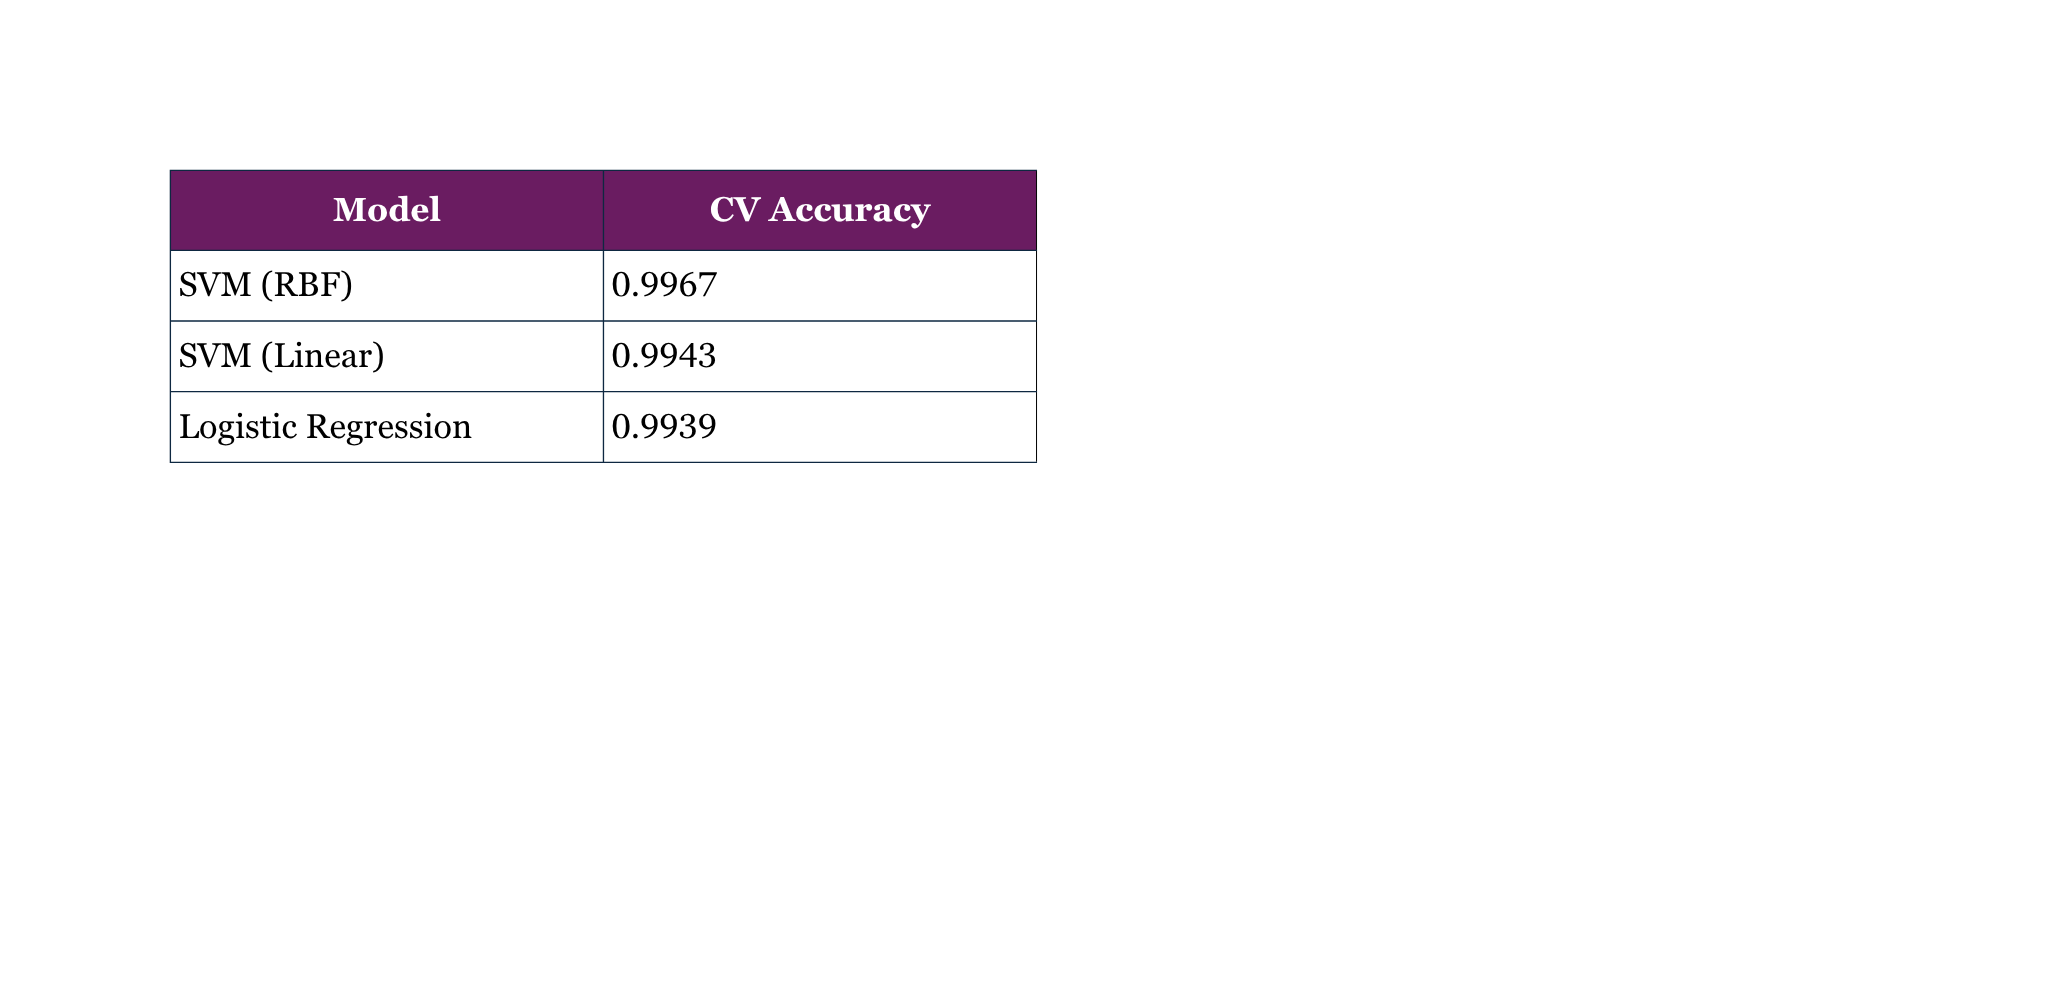 Model CV Accuracy
SVM (RBF) 0.9967
SVM (Linear) 0.9943
Logistic Regression 0.9939